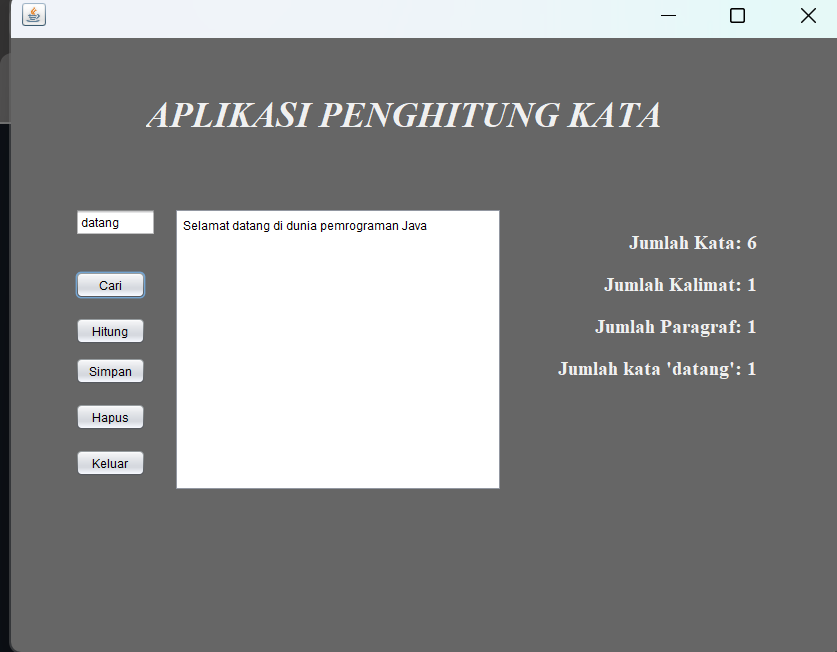 APLIKASI PENGHITUNG KATA
datang
Cari
Hitung
Simpan
Hapus
Keluar
Selamat datang di dunia pemrograman Java
Jumlah Kata: 6
Jumlah Kalimat: 1
Jumlah Paragraf: 1
Jumlah kata 'datang': 1